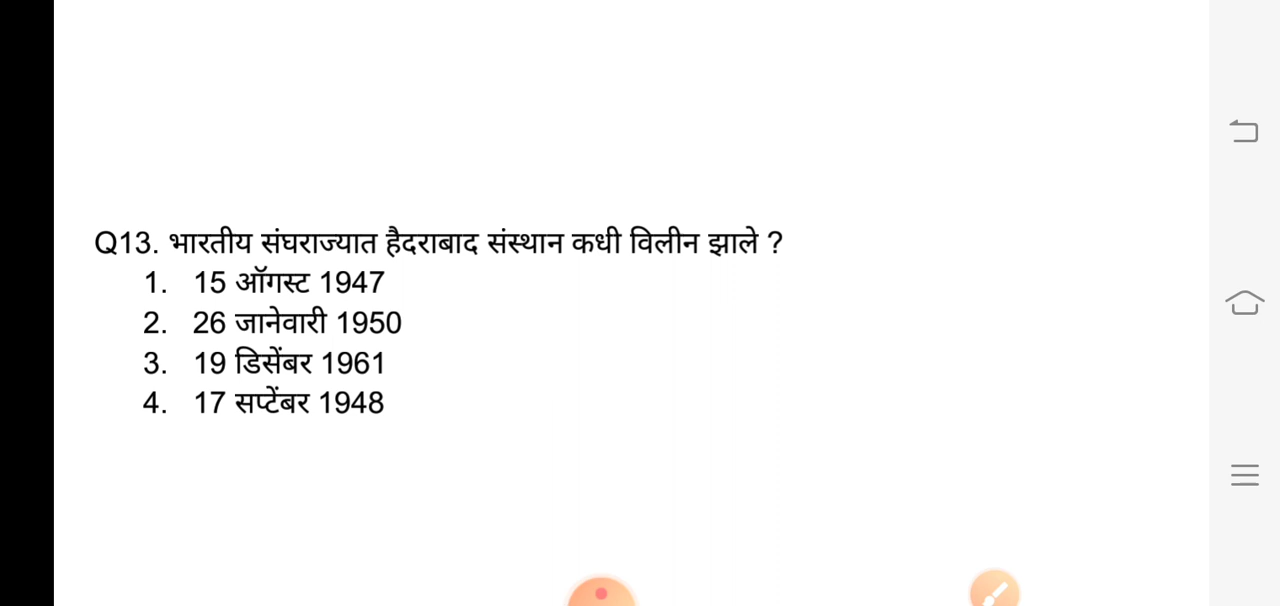 Q13. भारतीय संघराज्यात हैदराबाद संस्थान कधी विलीन झाले ?
1. 15 ऑगस्ट 1947
2. 26 जानेवारी 1950
3. 19 डिसेंबर 1961
4. 17 सप्टेंबर 1948